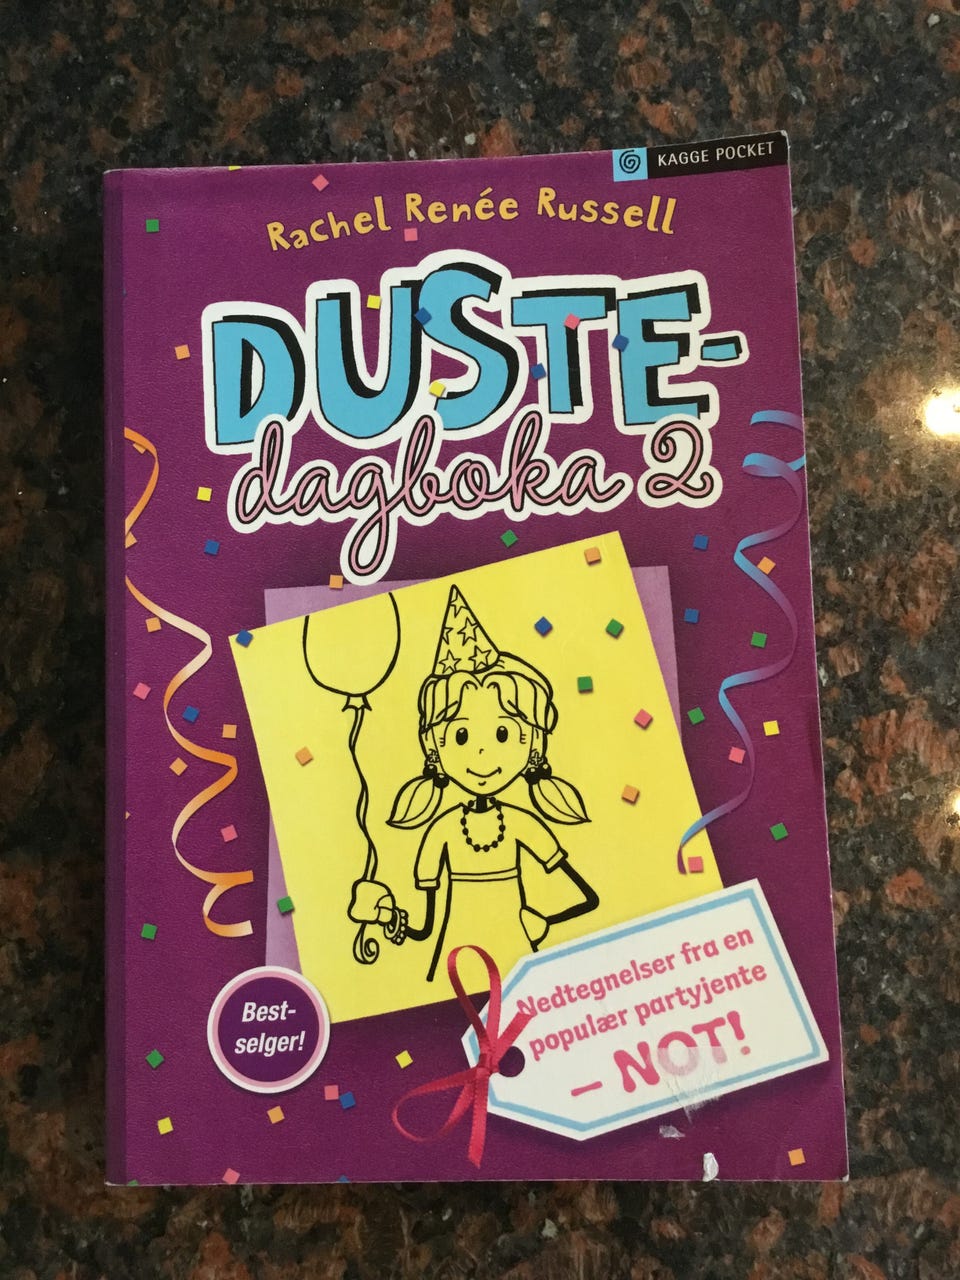 KAGGE POCKET
Rachel Renée Russell
DUSTE-
dagboka 2
Nedtegnelser fra en
populær partyjente
– NOT!
Best-
selger!